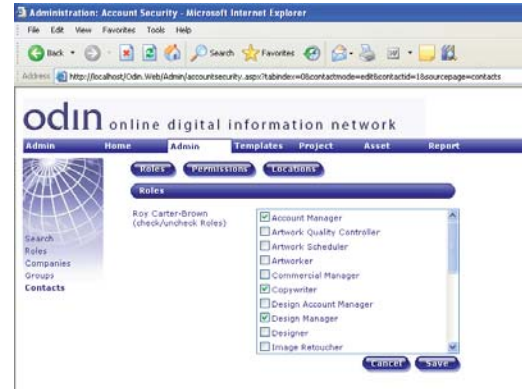 Administration: Account Security - Microsoft Internet Explorer
File Edit View Favorites Tools Help
Back Search Favorites
Address http://localhost/Odin.Web/Admin/accountsecurity.aspx?tabindex=0&contactmode=edit&contactid=1&sourcepage=contacts
odin online digital information network
Admin Home Admin Templates Project Asset Report
Roles Permissions Locations
Roles
Roy Carter-Brown
(check/uncheck Roles)
Account Manager
Artwork Quality Controller
Artwork Scheduler
Artworker
Commercial Manager
Copywriter
Design Account Manager
Design Manager
Designer
Image Retoucher
Search
Roles
Companies
Groups
Contacts
Cancel Save